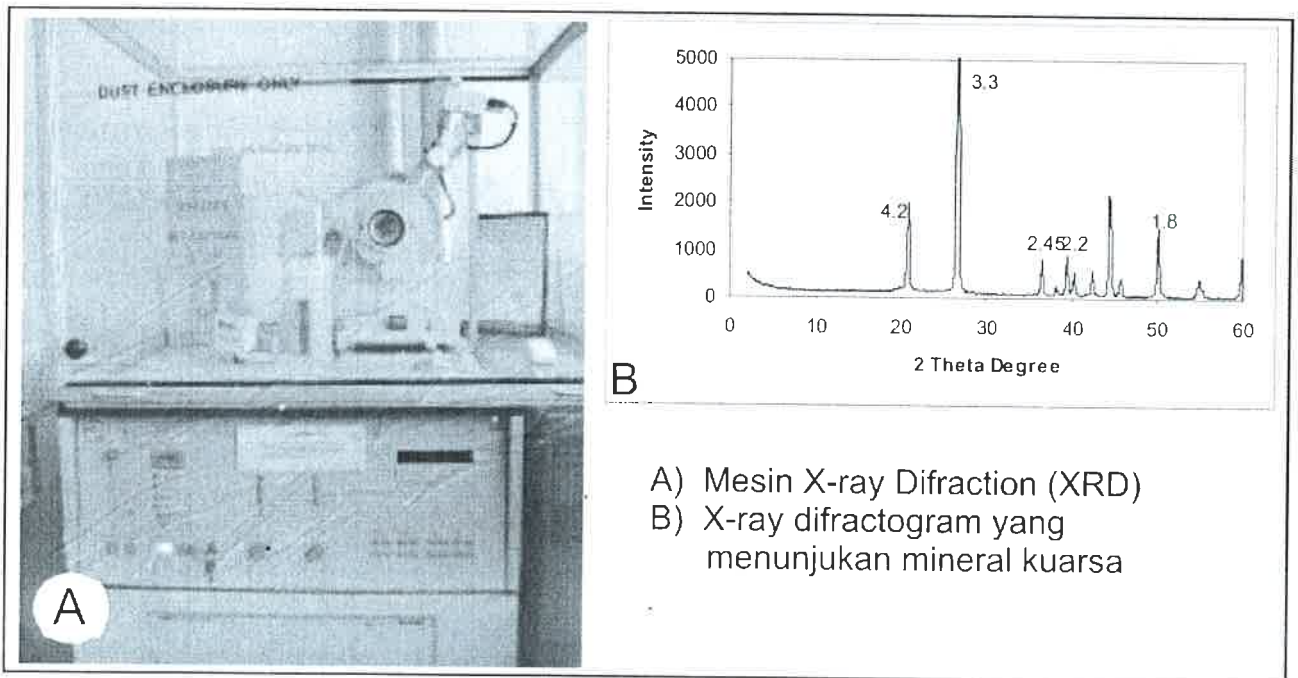 DUST ENCLOSURE ONLY
A
5000
4000
3000
2000
1000
0
Intensity
4.2
3.3
2.45
2.2
1.8
0 10 20 30 40 50 60
2 Theta Degree
B
A) Mesin X-ray Difraction (XRD)
B) X-ray difractogram yang
menunjukan mineral kuarsa